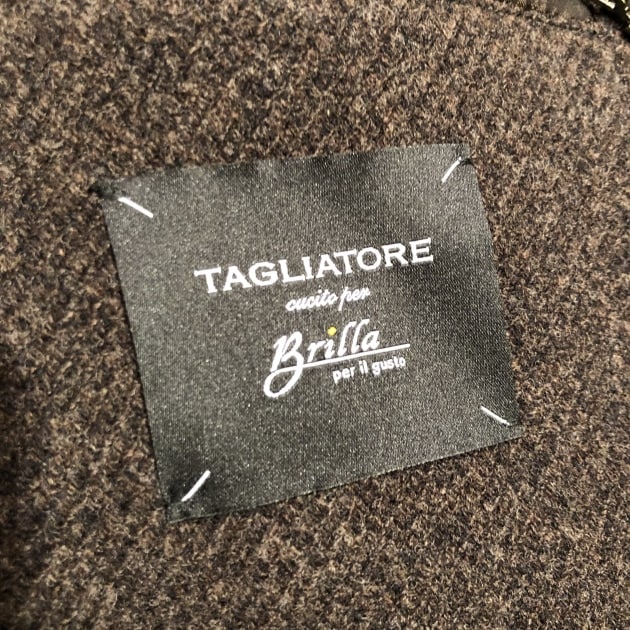 TAGLIATORE
cucito per
Brilla
per il gusto